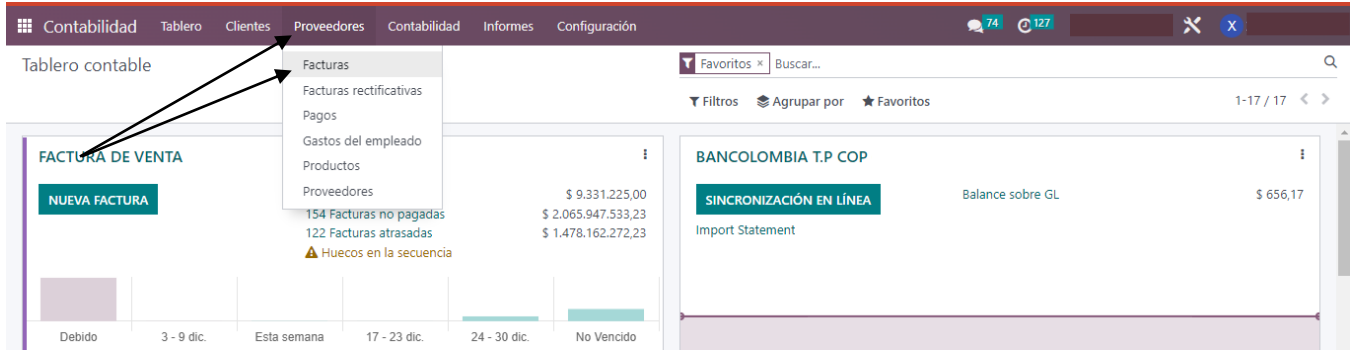 Contabilidad Tablero Clientes Proveedores Contabilidad Informes Configuración 74 127 X
Tablero contable
Favoritos × Buscar...
Filtros Agrupar por Favoritos 1-17 / 17
Facturas
Facturas rectificativas
Pagos
Gastos del empleado
Productos
Proveedores
FACTURA DE VENTA
NUEVA FACTURA
$ 9.331.225,00
154 Facturas no pagadas $ 2.065.947.533,23
122 Facturas atrasadas $ 1.478.162.272,23
Huecos en la secuencia
Debido 3 - 9 dic. Esta semana 17 - 23 dic. 24 - 30 dic. No Vencido
BANCOLOMBIA T.P COP
SINCRONIZACIÓN EN LÍNEA Balance sobre GL $ 656,17
Import Statement